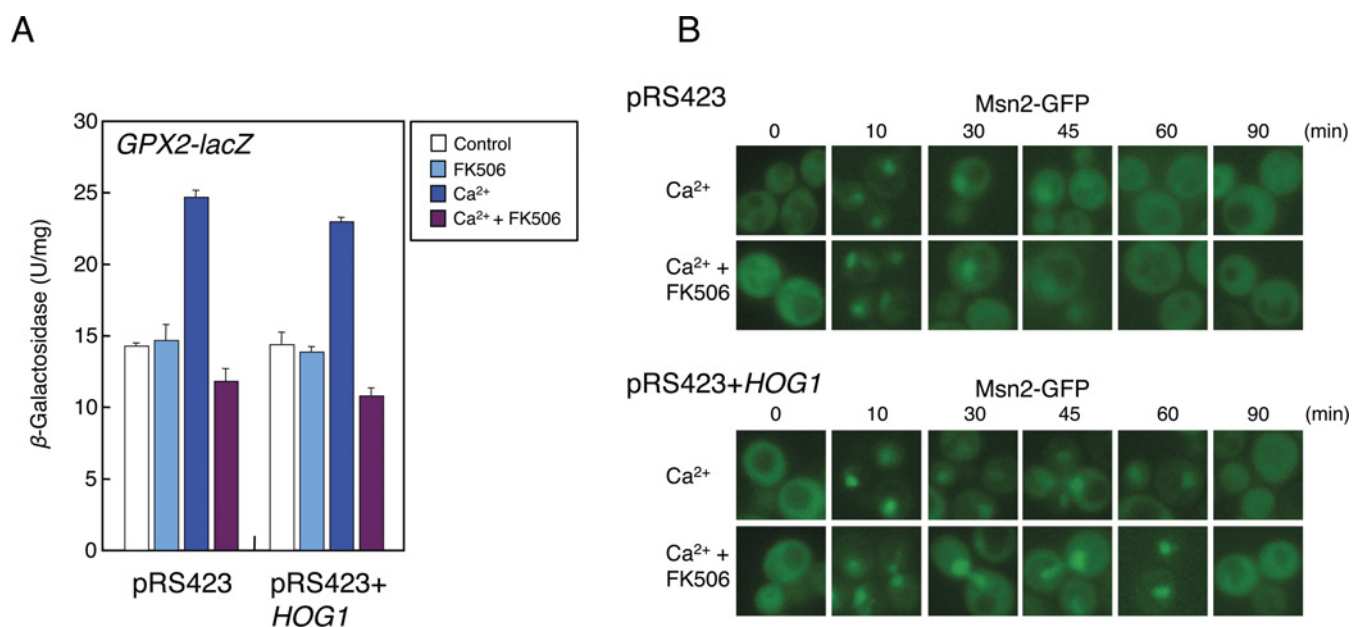 A
GPX2-lacZ
30
25
20
15
10
5
0
β-Galactosidase (U/mg)
Control
FK506
Ca²⁺
Ca²⁺ + FK506
pRS423
pRS423+
HOG1
B
pRS423
Msn2-GFP
0 10 30 45 60 90 (min)
Ca²⁺
Ca²⁺ +
FK506
pRS423+HOG1
Msn2-GFP
0 10 30 45 60 90 (min)
Ca²⁺
Ca²⁺ +
FK506